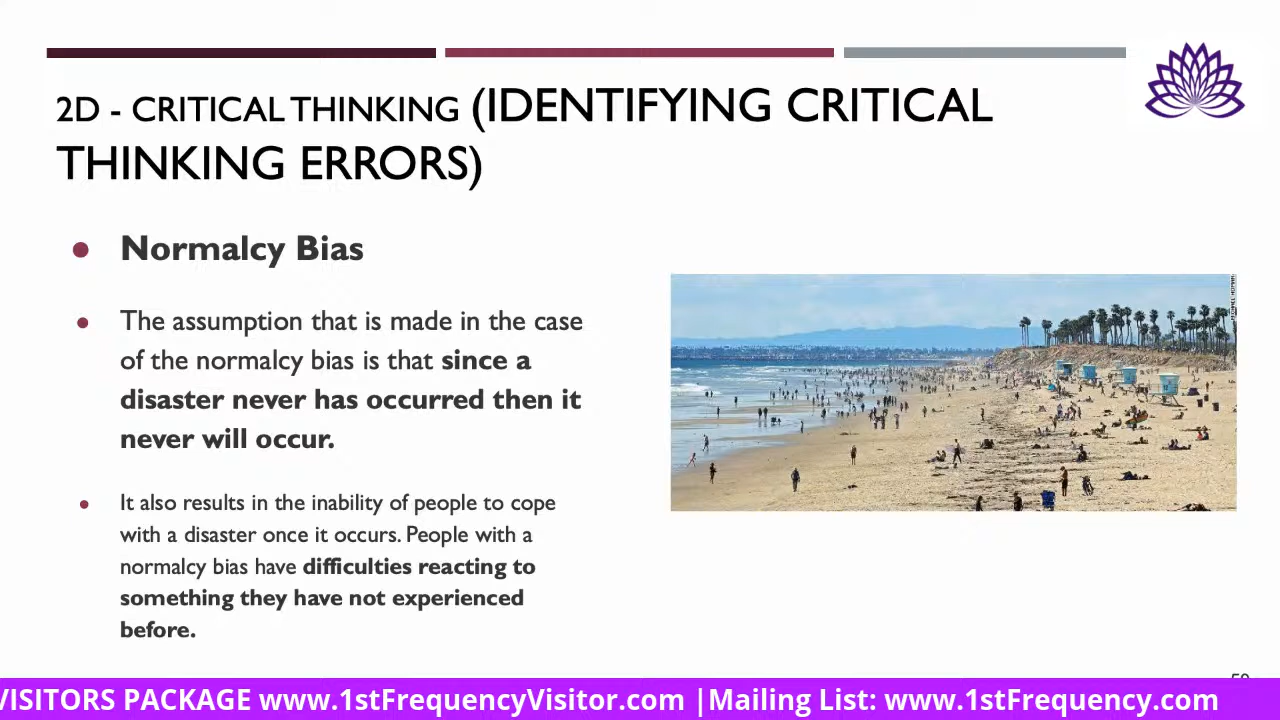 2D - CRITICAL THINKING (IDENTIFYING CRITICAL
THINKING ERRORS)
Normalcy Bias
The assumption that is made in the case
of the normalcy bias is that since a
disaster never has occurred then it
never will occur.
It also results in the inability of people to cope
with a disaster once it occurs. People with a
normalcy bias have difficulties reacting to
something they have not experienced
before.
VISITORS PACKAGE www.1stFrequencyVisitor.com |Mailing List: www.1stFrequency.com